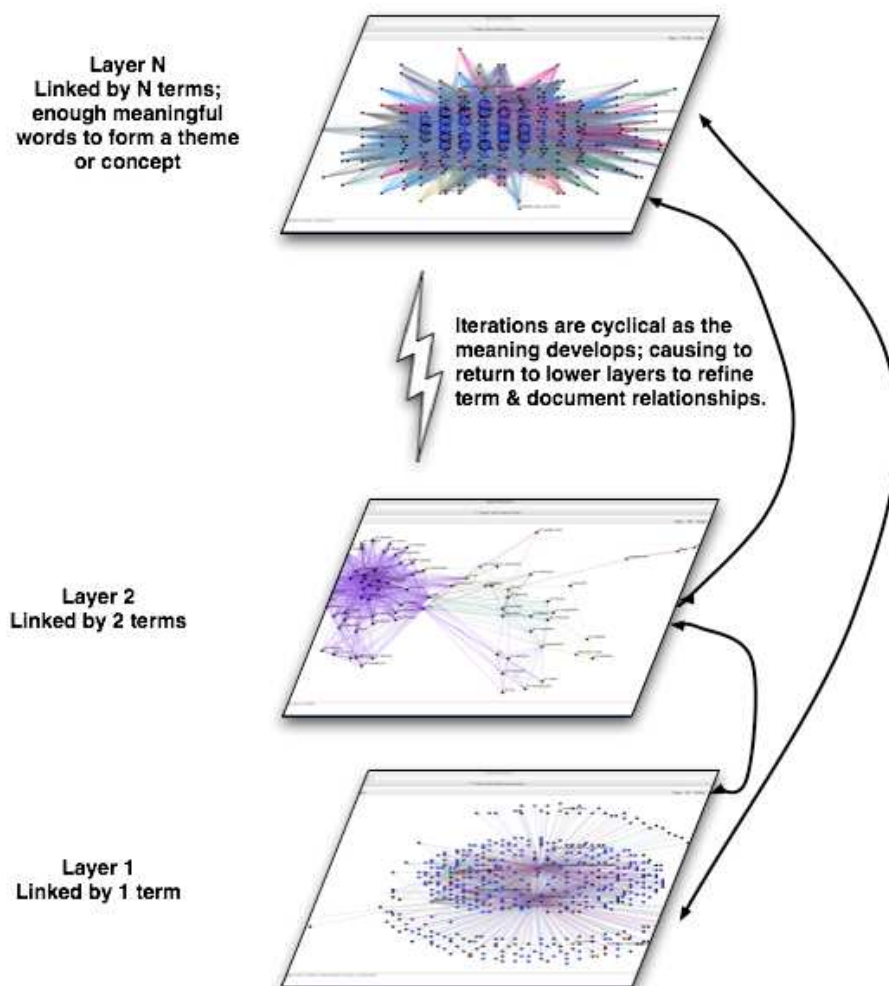 Layer N
Linked by N terms;
enough meaningful
words to form a theme
or concept
Iterations are cyclical as the
meaning develops; causing to
return to lower layers to refine
term & document relationships.
Layer 2
Linked by 2 terms
Layer 1
Linked by 1 term